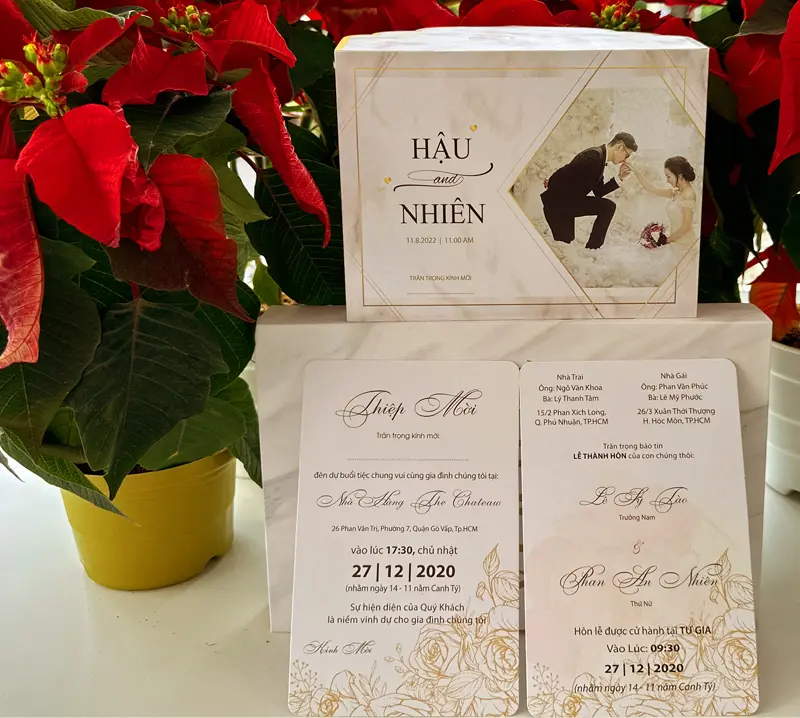 HẬU
and
NHIÊN
11.8.2022 | 11.00 AM
TRÂN TRỌNG KÍNH MỜI
Thiệp Mời
Trân trọng kính mời:
đến dự buổi tiệc chung vui cùng gia đình chúng tôi tại:
Nhà Hàng The Chateaw
26 Phan Văn Trị, Phường 7, Quận Gò Vấp, Tp.HCM
vào lúc 17:30, chủ nhật
27 | 12 | 2020
(nhằm ngày 14 - 11 năm Canh Tý)
Sự hiện diện của Quý Khách
là niềm vinh dự cho gia đình chúng tôi
Kính Mời
Nhà Trai
Ông: Ngô Văn Khoa
Bà: Lý Thanh Tâm
15/2 Phan Xích Long,
Q. Phú Nhuận, TP.HCM
Nhà Gái
Ông: Phan Văn Phúc
Bà: Lê Mỹ Phước
26/3 Xuân Thới Thượng
H. Hóc Môn, TP.HCM
Trân trọng báo tin
LỄ THÀNH HÔN của con chúng thôi:
Lê Sỹ Tào
Trưởng Nam
&
Phan An Nhiên
Thứ Nữ
Hôn lễ được cử hành tại TƯ GIA
Vào Lúc: 09:30
27 | 12 | 2020
(nhằm ngày 14 - 11 năm Canh Tý)